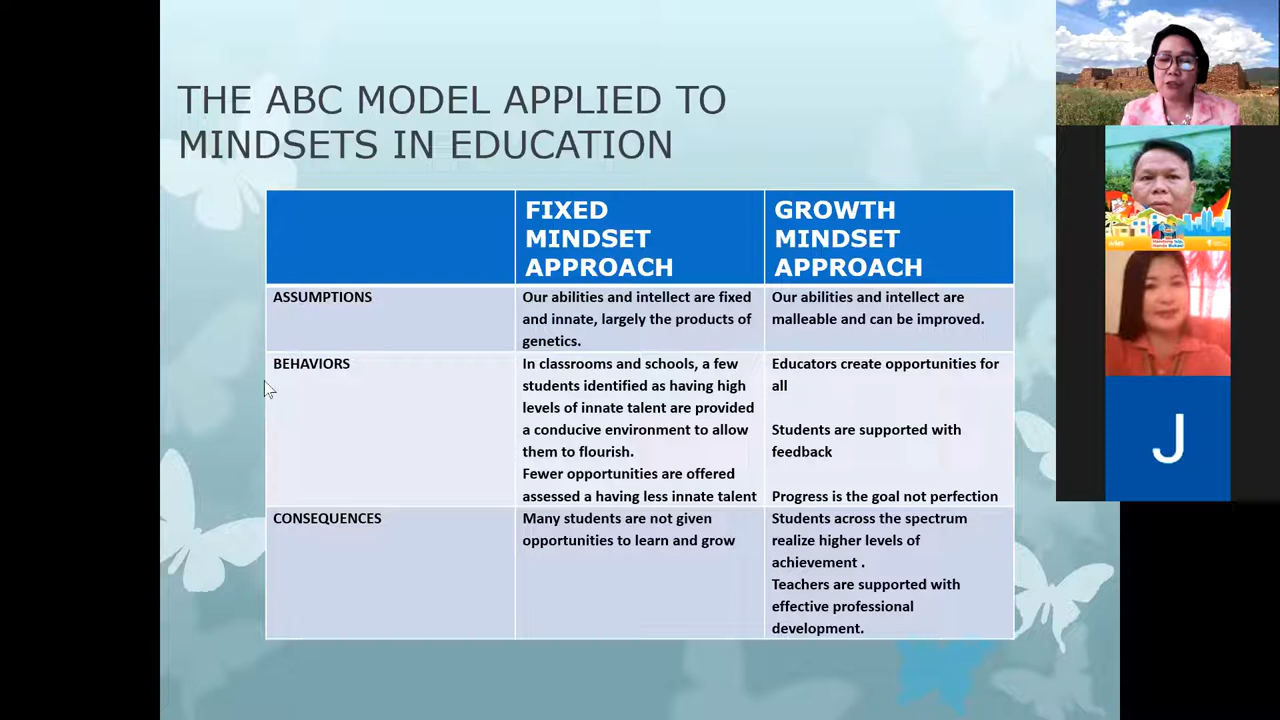 THE ABC MODEL APPLIED TO
MINDSETS IN EDUCATION
FIXED
MINDSET
APPROACH
GROWTH
MINDSET
APPROACH
ASSUMPTIONS
Our abilities and intellect are fixed
and innate, largely the products of
genetics.
Our abilities and intellect are
malleable and can be improved.
BEHAVIORS
In classrooms and schools, a few
students identified as having high
levels of innate talent are provided
a conducive environment to allow
them to flourish.
Fewer opportunities are offered
assessed a having less innate talent
Educators create opportunities for
all
Students are supported with
feedback
Progress is the goal not perfection
CONSEQUENCES
Many students are not given
opportunities to learn and grow
Students across the spectrum
realize higher levels of
achievement .
Teachers are supported with
effective professional
development.
J